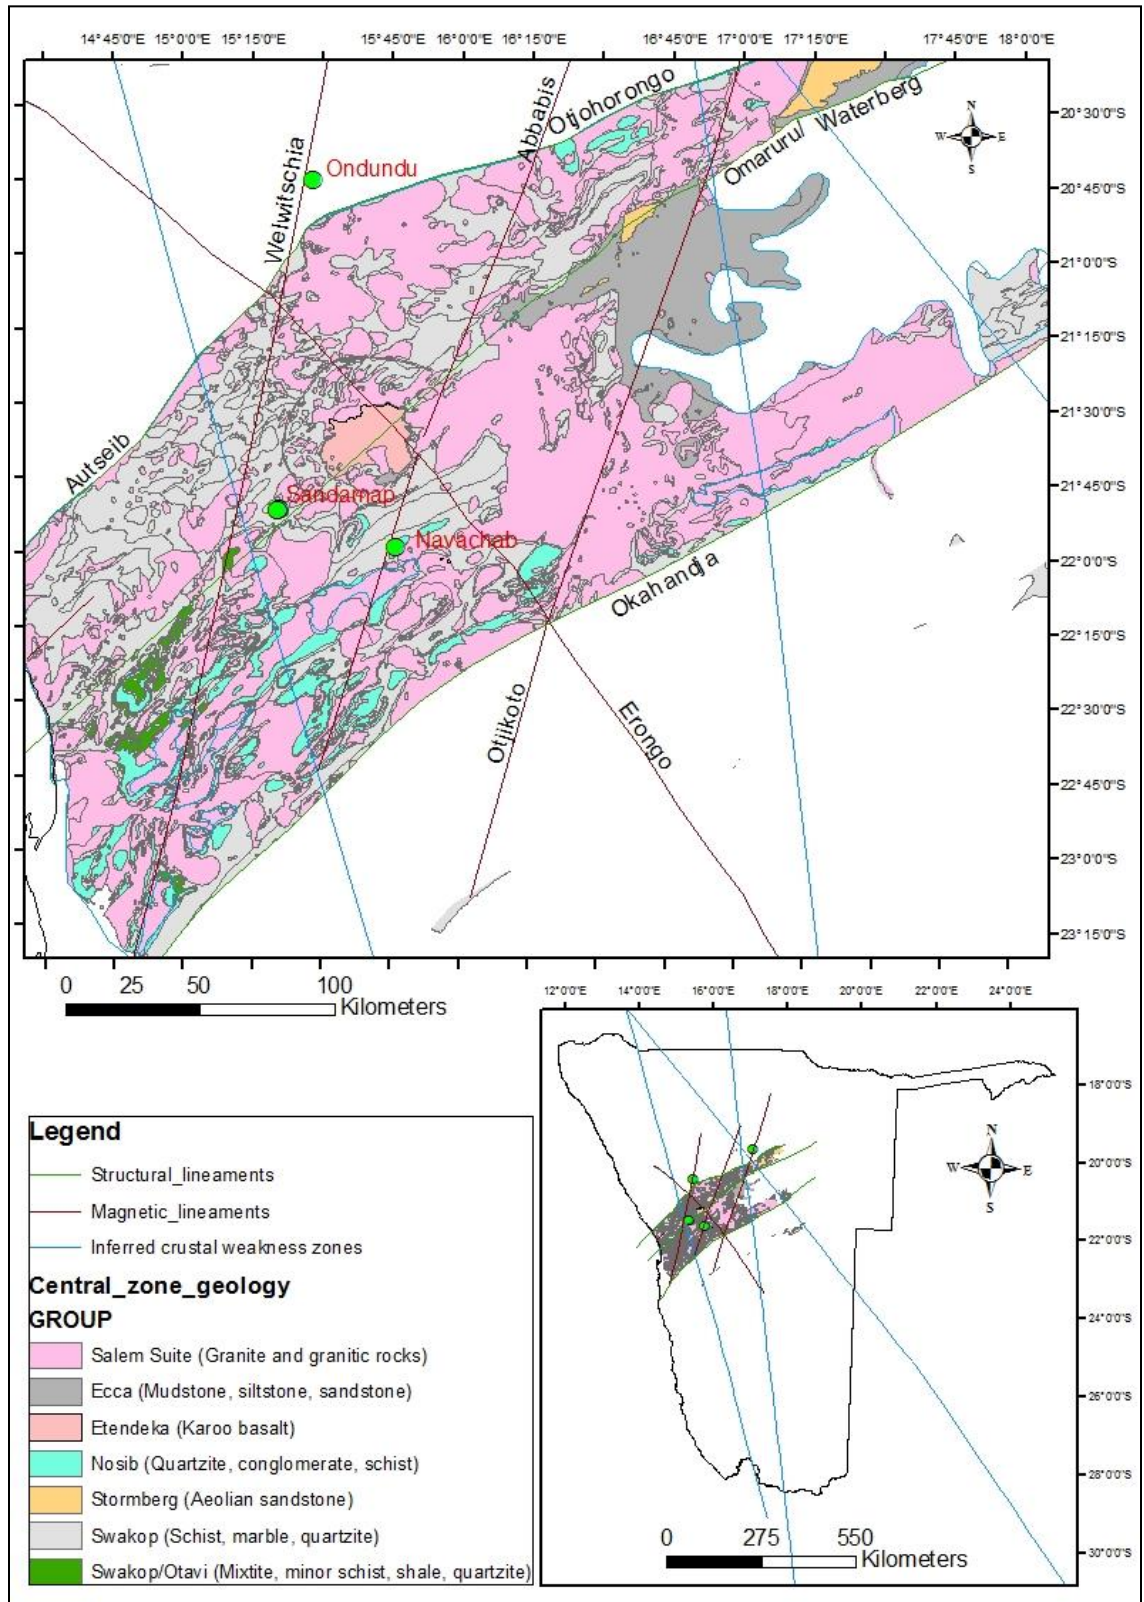 14°45'0"E 15°0'0"E 15°15'0"E 15°45'0"E 16°0'0"E 16°15'0"E 16°45'0"E 17°0'0"E 17°15'0"E 17°45'0"E 18°0'0"E
Otjohorongo
Abbabis
Omaruru/ Waterberg
N
W E
S
Ondundu
Welwitschia
Autseib
Sandamap
Navachab
Okahandja
Otjikoto
Erongo
20°30'0"S
20°45'0"S
21°0'0"S
21°15'0"S
21°30'0"S
21°45'0"S
22°0'0"S
22°15'0"S
22°30'0"S
22°45'0"S
23°0'0"S
23°15'0"S
0 25 50 100
Kilometers
12°0'0"E 14°0'0"E 16°0'0"E 18°0'0"E 20°0'0"E 22°0'0"E 24°0'0"E
18°0'0"S
20°0'0"S
22°0'0"S
24°0'0"S
26°0'0"S
28°0'0"S
30°0'0"S
N
W E
S
0 275 550
Kilometers
Legend
Structural_lineaments
Magnetic_lineaments
Inferred crustal weakness zones
Central_zone_geology
GROUP
Salem Suite (Granite and granitic rocks)
Ecca (Mudstone, siltstone, sandstone)
Etendeka (Karoo basalt)
Nosib (Quartzite, conglomerate, schist)
Stormberg (Aeolian sandstone)
Swakop (Schist, marble, quartzite)
Swakop/Otavi (Mixtite, minor schist, shale, quartzite)